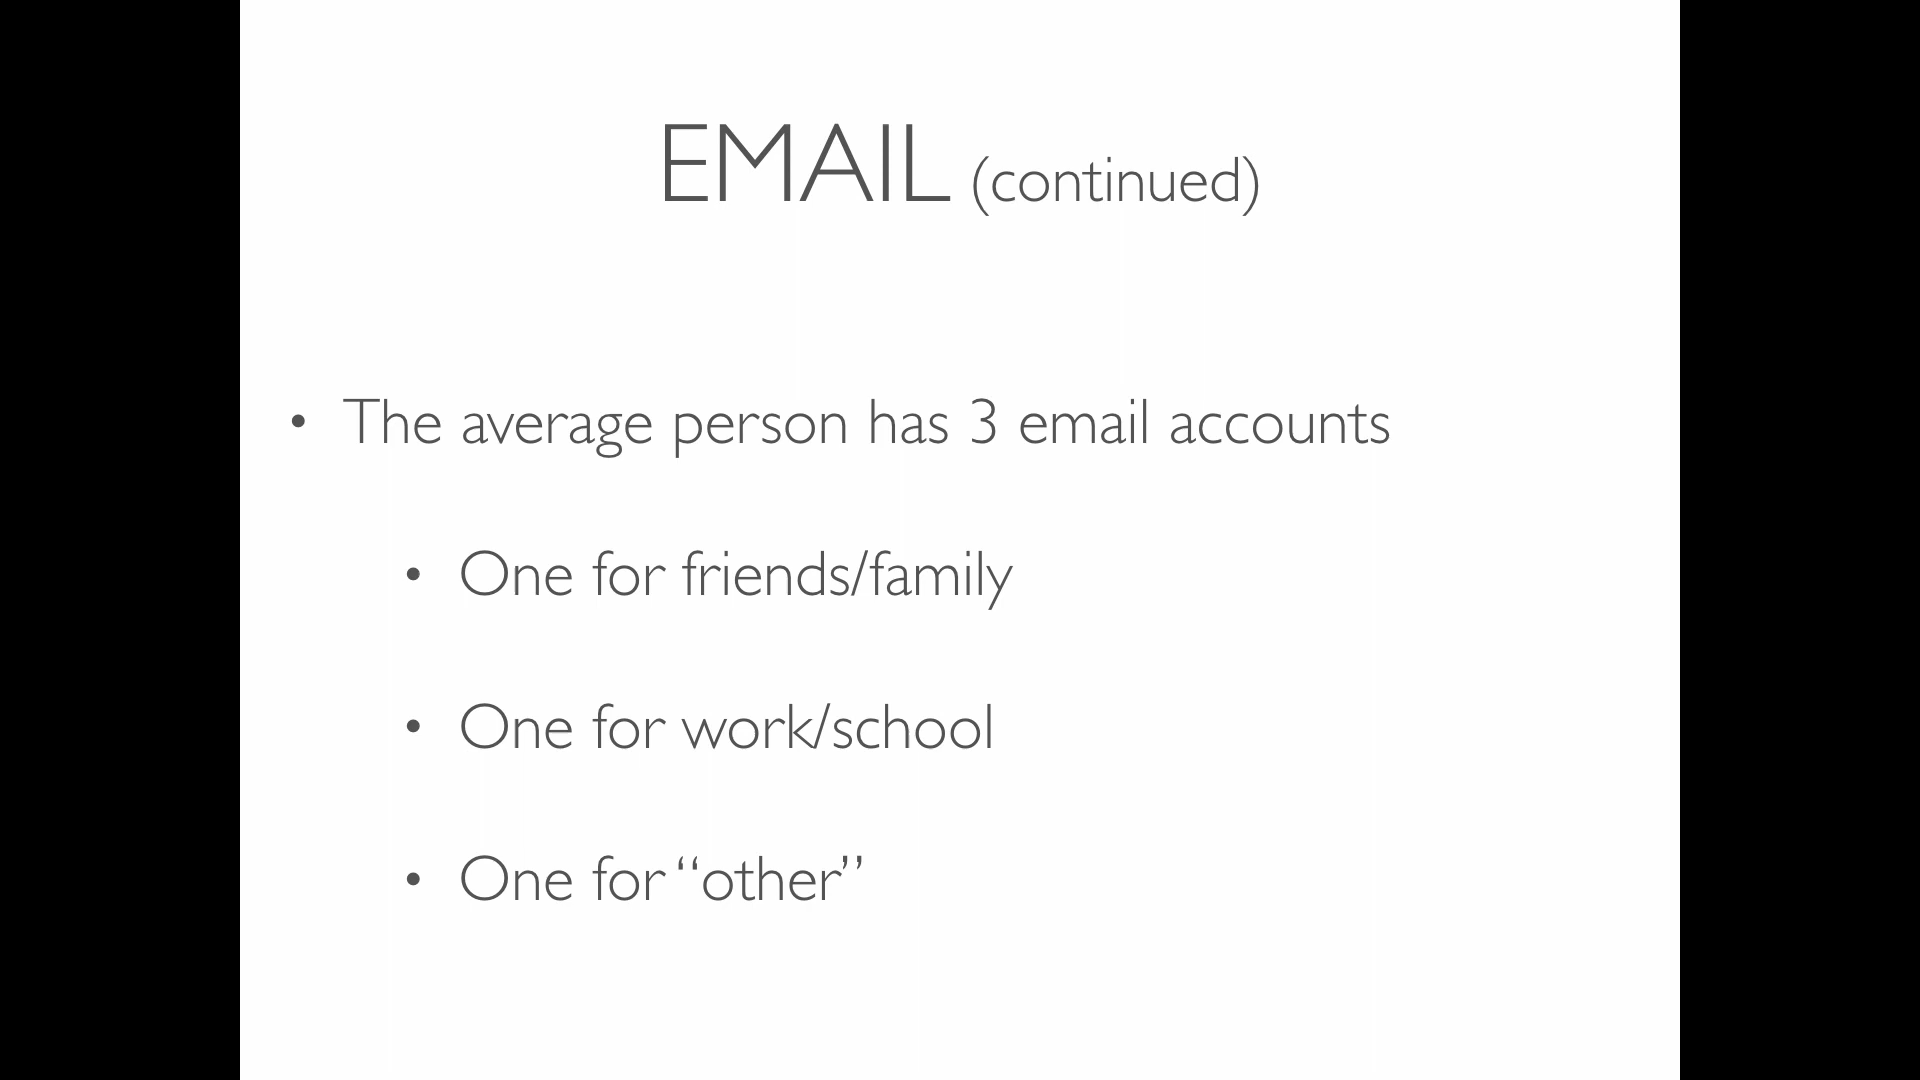 EMAIL (continued)
• The average person has 3 email accounts
• One for friends/family
• One for work/school
• One for “other”